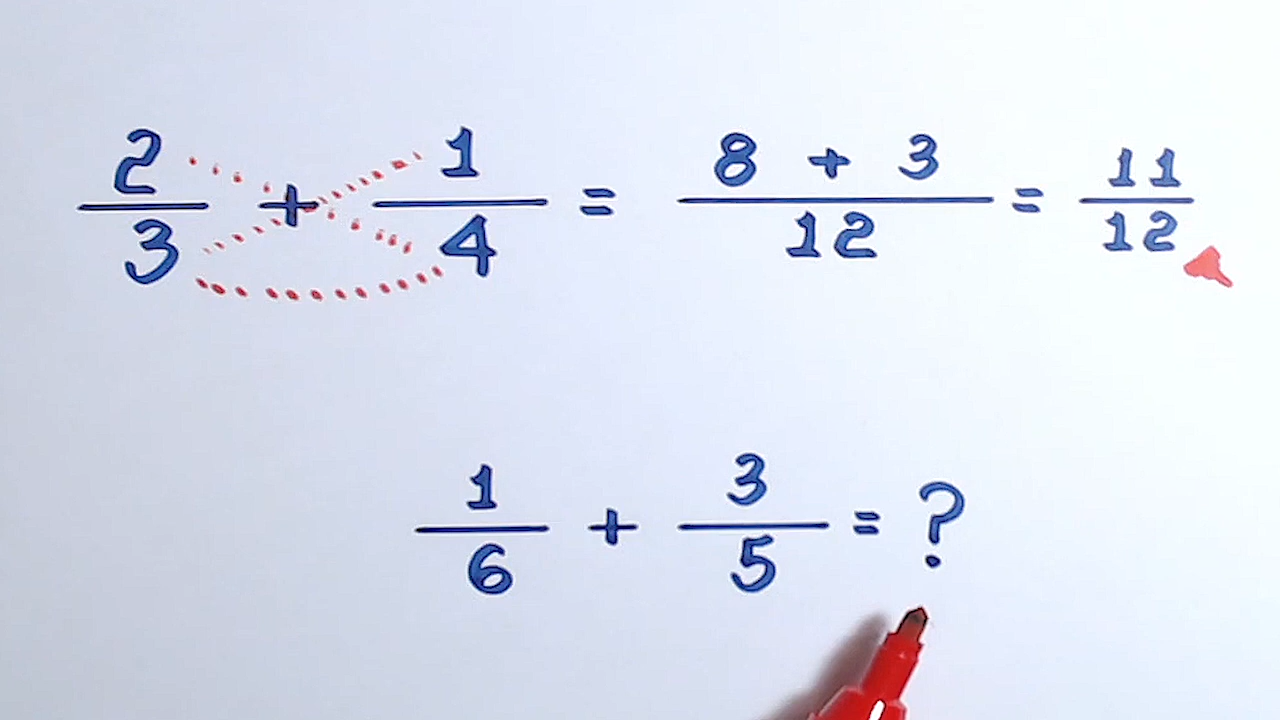 2/3 + 1/4 = 8 + 3/12 = 11/12
1/6 + 3/5 = ?